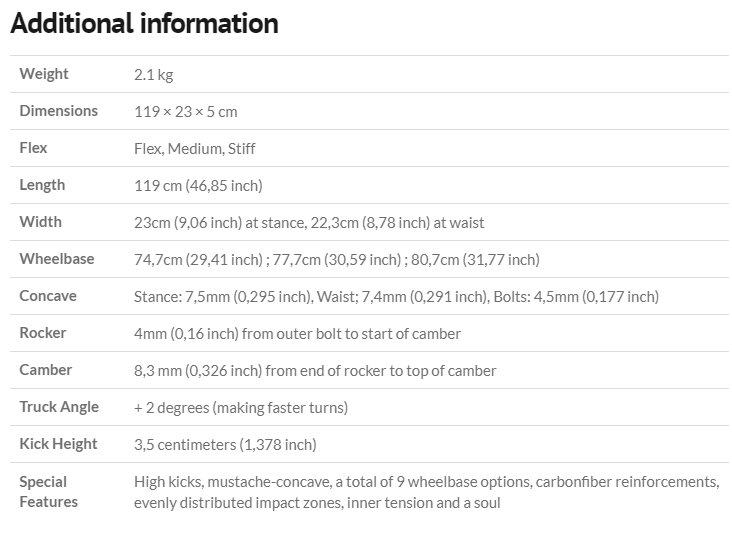 Additional information
Weight 2.1 kg
Dimensions 119 × 23 × 5 cm
Flex Flex, Medium, Stiff
Length 119 cm (46,85 inch)
Width 23cm (9,06 inch) at stance, 22,3cm (8,78 inch) at waist
Wheelbase 74,7cm (29,41 inch) ; 77,7cm (30,59 inch) ; 80,7cm (31,77 inch)
Concave Stance: 7,5mm (0,295 inch), Waist; 7,4mm (0,291 inch), Bolts: 4,5mm (0,177 inch)
Rocker 4mm (0,16 inch) from outer bolt to start of camber
Camber 8,3 mm (0,326 inch) from end of rocker to top of camber
Truck Angle + 2 degrees (making faster turns)
Kick Height 3,5 centimeters (1,378 inch)
Special High kicks, mustache-concave, a total of 9 wheelbase options, carbonfiber reinforcements,
Features evenly distributed impact zones, inner tension and a soul